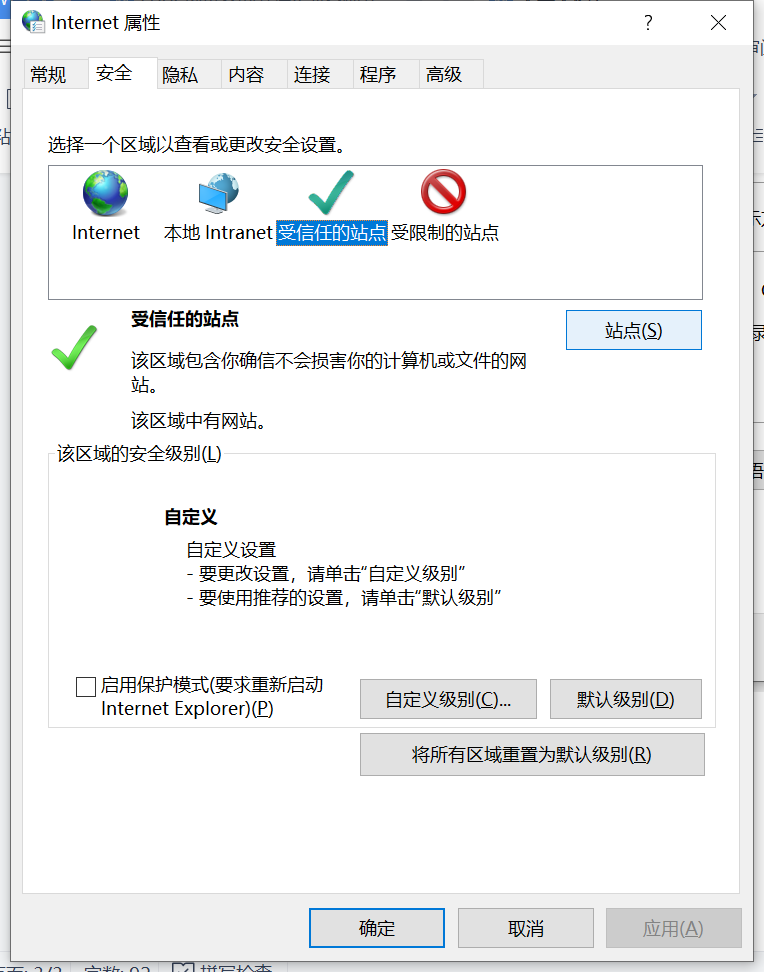 Internet 属性
?
常规 安全 隐私 内容 连接 程序 高级
选择一个区域以查看或更改安全设置。
Internet 本地 Intranet 受信任的站点 受限制的站点
受信任的站点
站点(S)
该区域包含你确信不会损害你的计算机或文件的网
站。
该区域中有网站。
该区域的安全级别(L)
自定义
自定义设置
- 要更改设置，请单击“自定义级别”
- 要使用推荐的设置，请单击“默认级别”
启用保护模式(要求重新启动
Internet Explorer)(P)
自定义级别(C)... 默认级别(D)
将所有区域重置为默认级别(R)
确定 取消 应用(A)